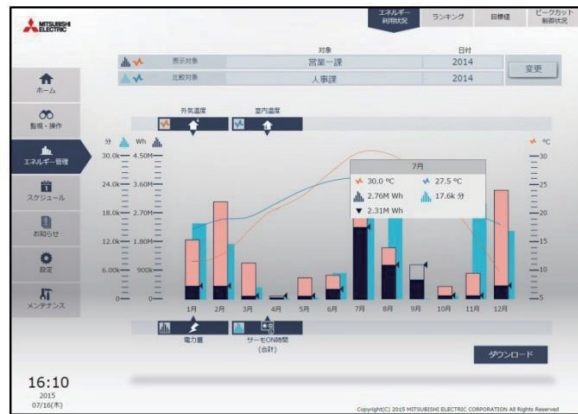 MITSUBISHI
ELECTRIC
エネルギー
利用状況
ランキング
目標値
ピークカット
制御状況
対象
日付
表示対象
営業一課
2014
比較対象
人事課
2014
変更
ホーム
監視・操作
エネルギー管理
スケジュール
お知らせ
設定
メンテナンス
外気温度
室内温度
分
Wh
℃
30.0k
4.50M
30
24.0k
3.60M
25
18.0k
2.70M
20
12.0k
1.80M
15
6.00k
900k
10
0
0
5
7月
30.0 ℃
27.5 ℃
2.76M Wh
17.6k 分
2.31M Wh
1月
2月
3月
4月
5月
6月
7月
8月
9月
10月
11月
12月
電力量
サーモON時間
(合計)
ダウンロード
16:10
2015
07/16(木)
Copyright(C) 2015 MITSUBISHI ELECTRIC CORPORATION All Rights Reserved